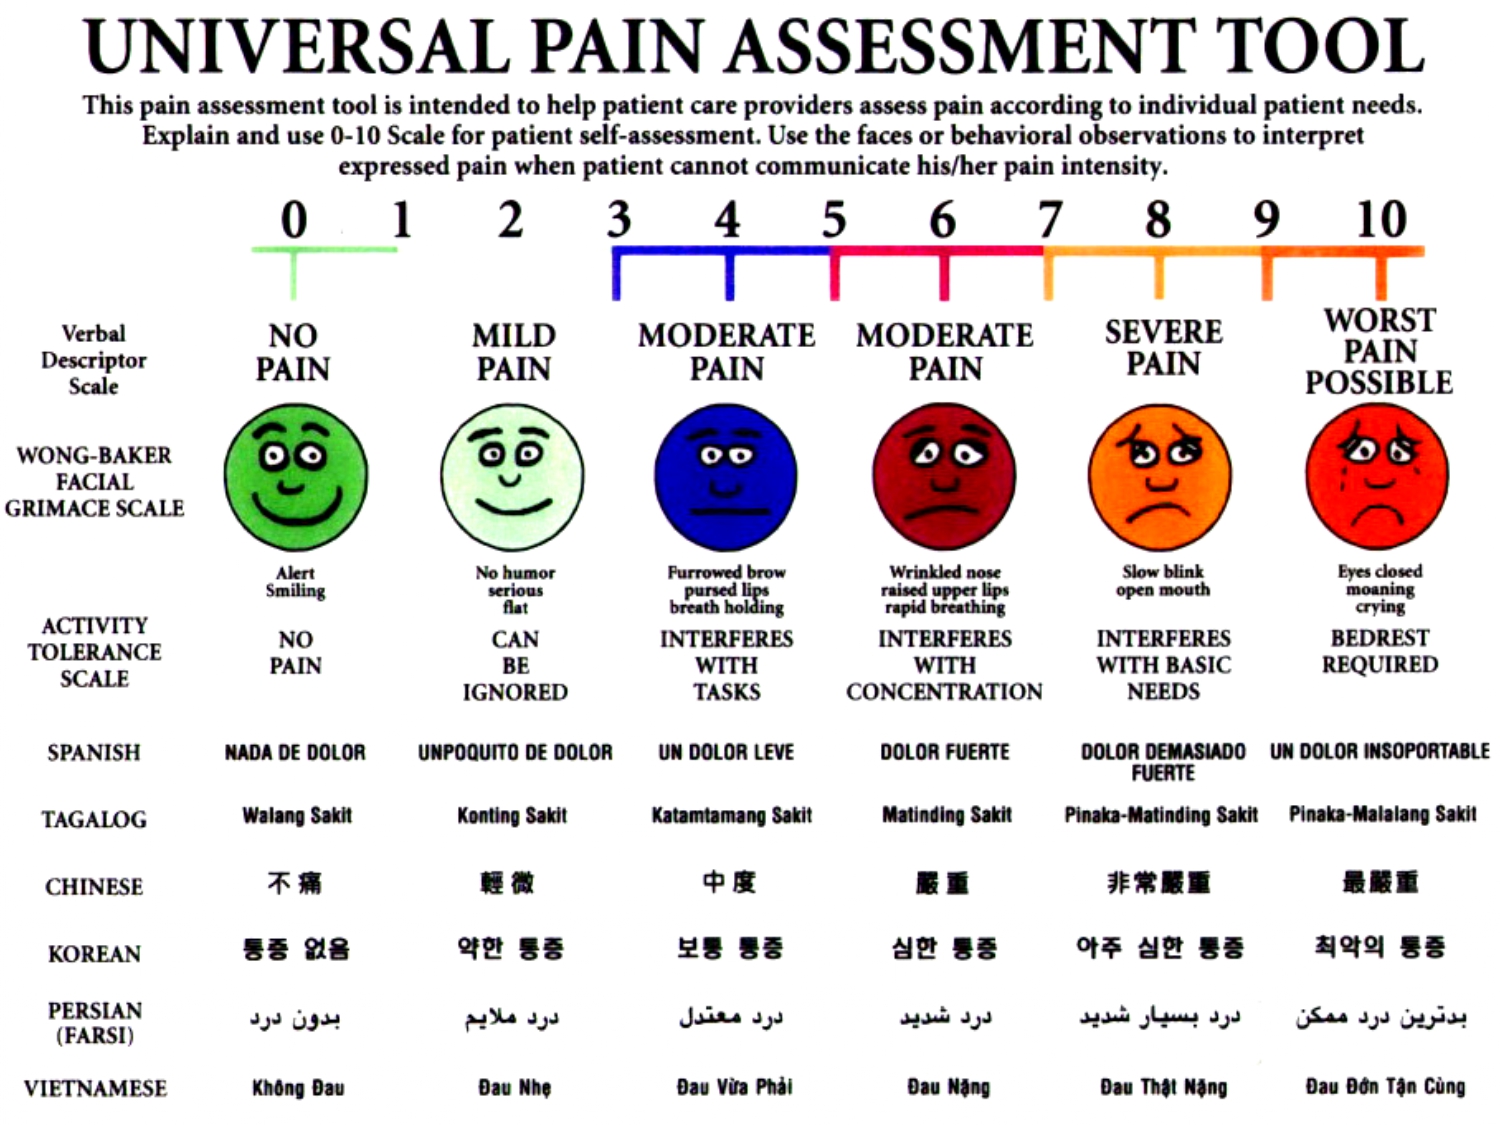 UNIVERSAL PAIN ASSESSMENT TOOL
This pain assessment tool is intended to help patient care providers assess pain according to individual patient needs.
Explain and use 0-10 Scale for patient self-assessment. Use the faces or behavioral observations to interpret
expressed pain when patient cannot communicate his/her pain intensity.
0 1 2 3 4 5 6 7 8 9 10
Verbal
Descriptor
Scale
NO
PAIN
MILD
PAIN
MODERATE
PAIN
MODERATE
PAIN
SEVERE
PAIN
WORST
PAIN
POSSIBLE
WONG-BAKER
FACIAL
GRIMACE SCALE
Alert
Smiling
No humor
serious
flat
Furrowed brow
pursed lips
breath holding
Wrinkled nose
raised upper lips
rapid breathing
Slow blink
open mouth
Eyes closed
moaning
crying
ACTIVITY
TOLERANCE
SCALE
NO
PAIN
CAN
BE
IGNORED
INTERFERES
WITH
TASKS
INTERFERES
WITH
CONCENTRATION
INTERFERES
WITH BASIC
NEEDS
BEDREST
REQUIRED
SPANISH
NADA DE DOLOR
UNPOQUITO DE DOLOR
UN DOLOR LEVE
DOLOR FUERTE
DOLOR DEMASIADO
FUERTE
UN DOLOR INSOPORTABLE
TAGALOG
Walang Sakit
Konting Sakit
Katamtamang Sakit
Matinding Sakit
Pinaka-Matinding Sakit
Pinaka-Malalang Sakit
CHINESE
不痛
輕微
中度
嚴重
非常嚴重
最嚴重
KOREAN
통증 없음
약한 통증
보통 통증
심한 통증
아주 심한 통증
최악의 통증
PERSIAN
(FARSI)
بدون درد
درد ملایم
درد معتدل
درد شدید
درد بسیار شدید
بدترین درد ممکن
VIETNAMESE
Không Đau
Đau Nhẹ
Đau Vừa Phải
Đau Nặng
Đau Thật Nặng
Đau Đớn Tận Cùng